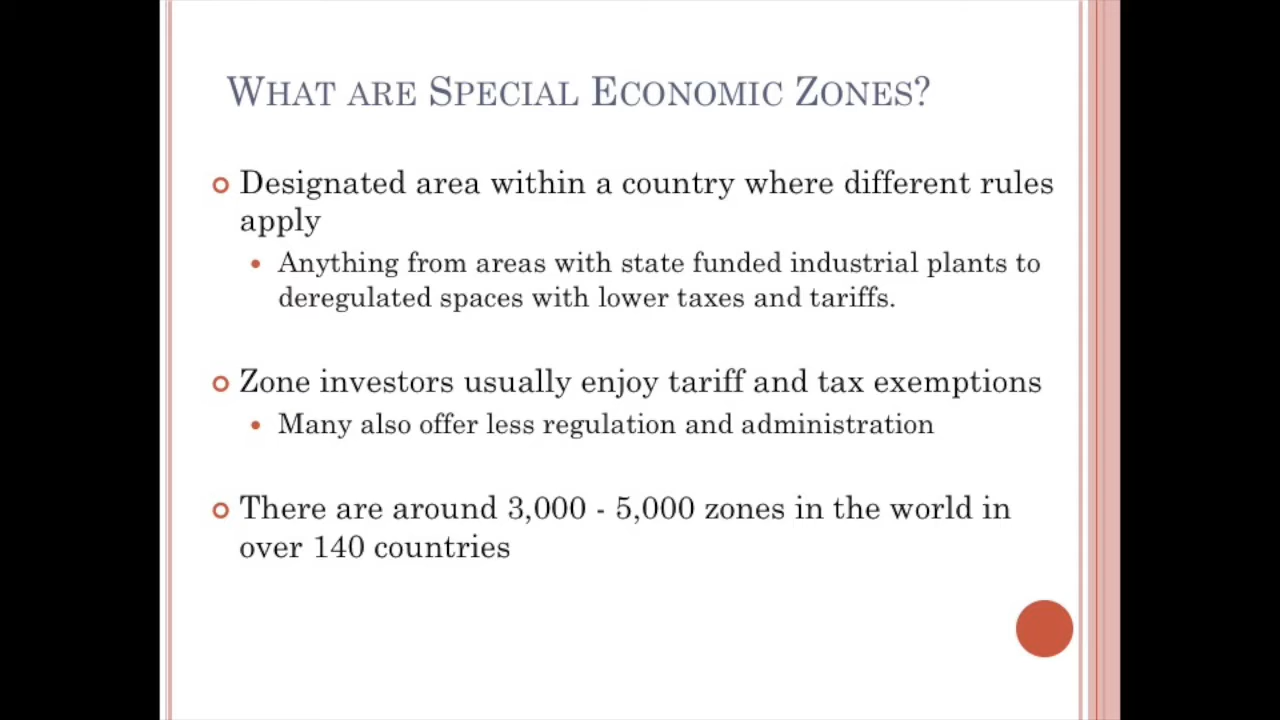 What are Special Economic Zones?
Designated area within a country where different rules
apply
Anything from areas with state funded industrial plants to
deregulated spaces with lower taxes and tariffs.
Zone investors usually enjoy tariff and tax exemptions
Many also offer less regulation and administration
There are around 3,000 - 5,000 zones in the world in
over 140 countries